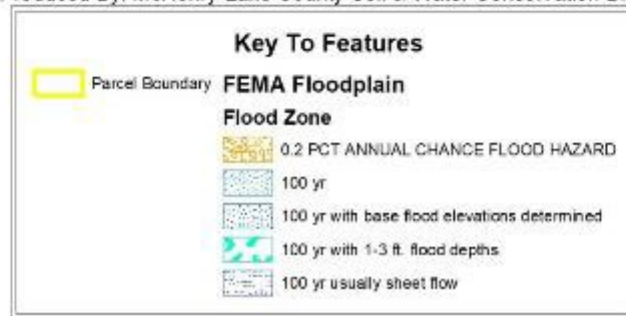 Produced By: McHenry-Lake County Soil & Water Conservation
Key To Features
Parcel Boundary
FEMA Floodplain
Flood Zone
0.2 PCT ANNUAL CHANCE FLOOD HAZARD
100 yr
100 yr with base flood elevations determined
100 yr with 1-3 ft. flood depths
100 yr usually sheet flow